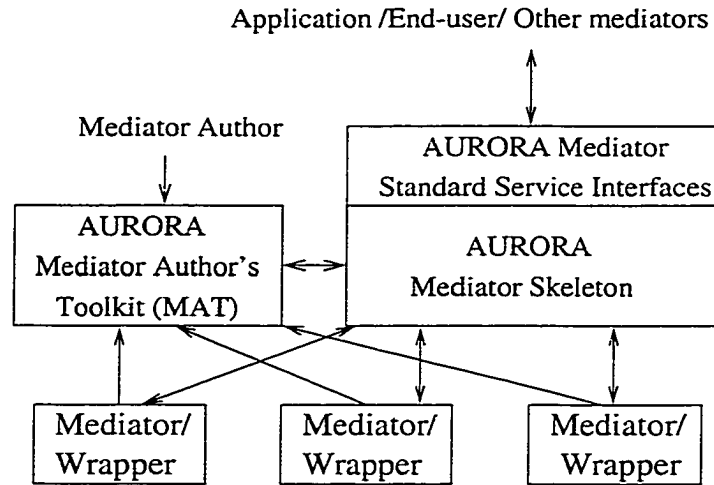 Application /End-user/ Other mediators
Mediator Author
AURORA Mediator
Standard Service Interfaces
AURORA
Mediator Author's
Toolkit (MAT)
AURORA
Mediator Skeleton
Mediator/
Wrapper
Mediator/
Wrapper
Mediator/
Wrapper